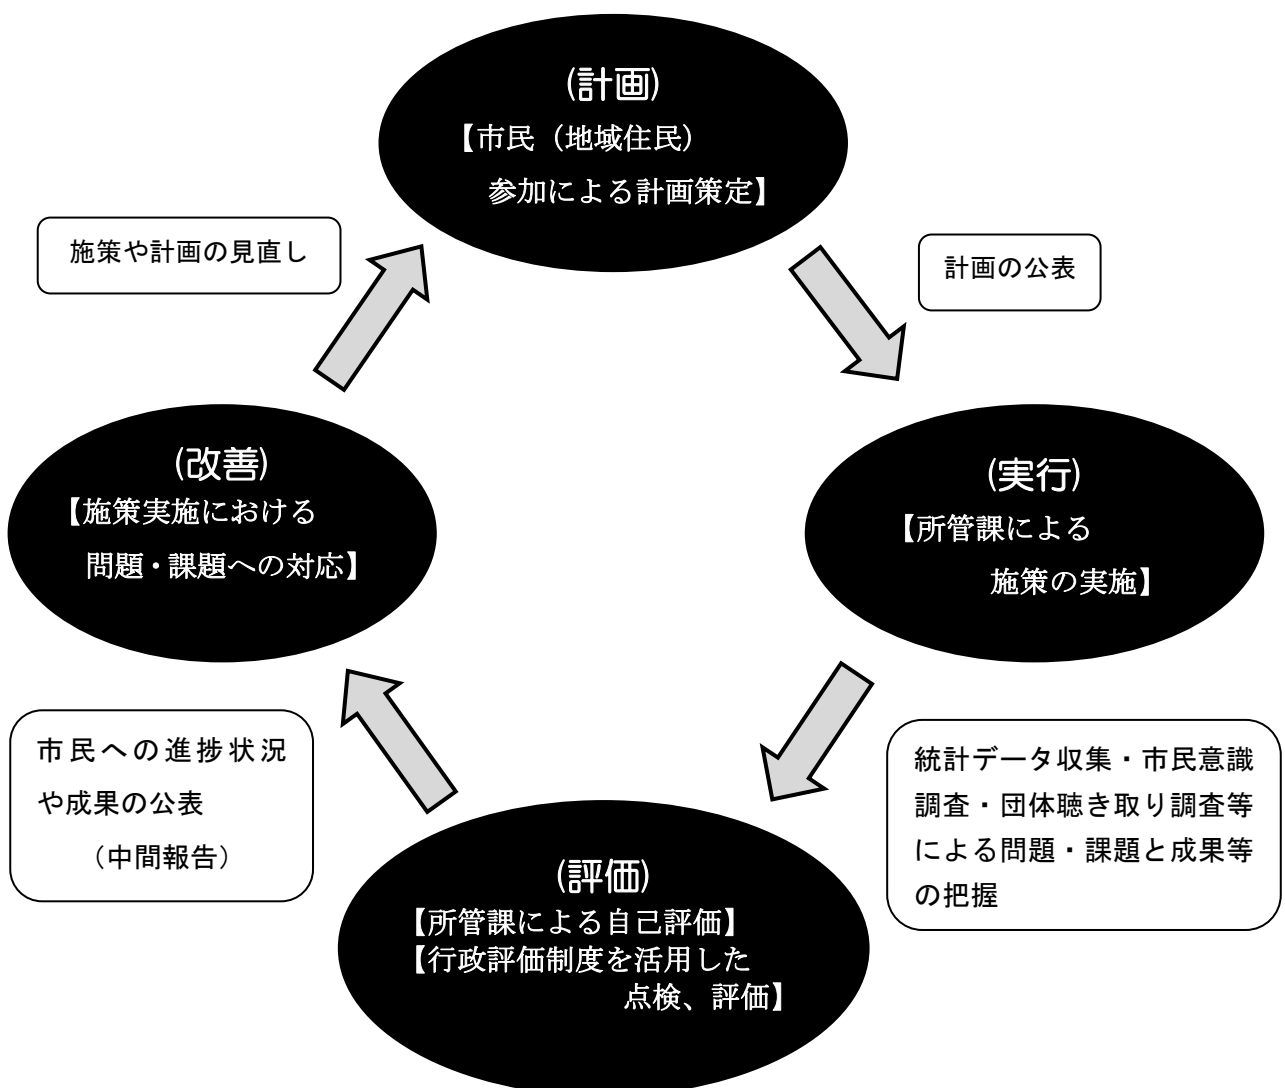 (計画)
【市民（地域住民）
参加による計画策定】
施策や計画の見直し
計画の公表
(改善)
【施策実施における
問題・課題への対応】
(実行)
【所管課による
施策の実施】
市民への進捗状況
や成果の公表
（中間報告）
統計データ収集・市民意識
調査・団体聴き取り調査等
による問題・課題と成果等
の把握
(評価)
【所管課による自己評価】
【行政評価制度を活用した
点検、評価】